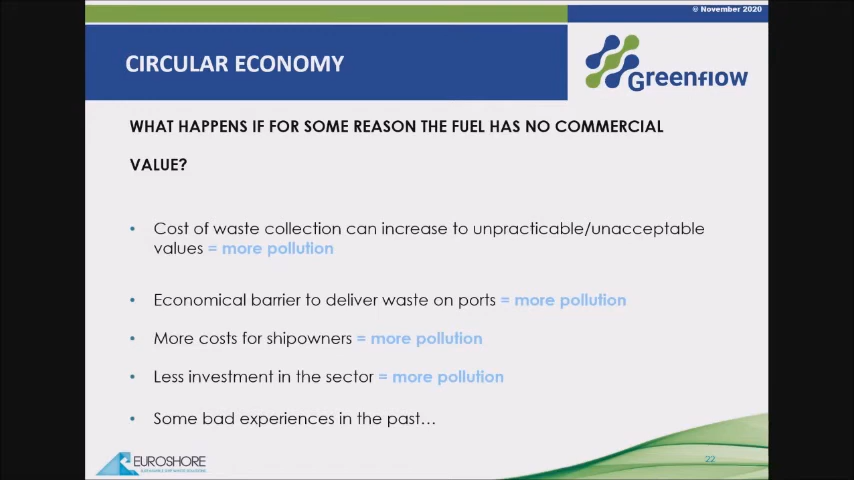 © November 2020
CIRCULAR ECONOMY
Greenflow
WHAT HAPPENS IF FOR SOME REASON THE FUEL HAS NO COMMERCIAL
VALUE?
• Cost of waste collection can increase to unpracticable/unacceptable
values = more pollution
• Economical barrier to deliver waste on ports = more pollution
• More costs for shipowners = more pollution
• Less investment in the sector = more pollution
• Some bad experiences in the past...
EUROSHORE
22